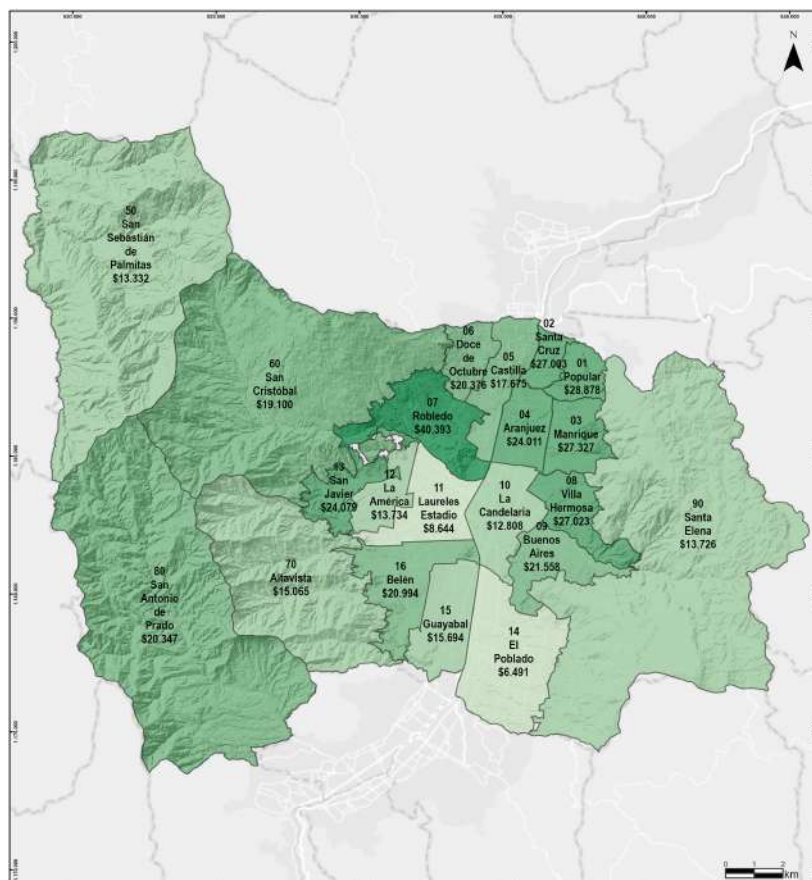 N
50
San
Sebastián
de
Palmitas
$13.332
60
San
Cristóbal
$19.100
06
Doce
de
Octubre
$20.376
05
Castilla
$17.675
02
Santa
Cruz
$27.003
01
Popular
$28.878
07
Robledo
$40.393
04
Aranjuez
$24.011
03
Manrique
$27.327
13
San
Javier
$24.079
12
La
América
$13.734
11
Laureles
Estadio
$8.644
10
La
Candelaria
$12.808
08
Villa
Hermosa
$27.023
09
Buenos
Aires
$21.558
90
Santa
Elena
$13.726
80
San
Antonio
de
Prado
$20.347
70
Altavista
$15.065
16
Belén
$20.994
15
Guayabal
$15.694
14
El
Poblado
$6.491
0 1 2
km